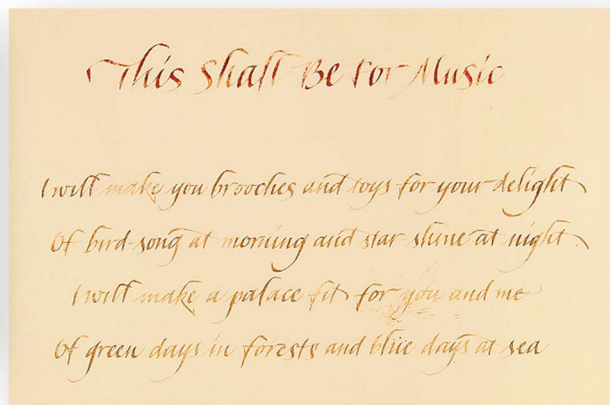 This Shall Be For Music
I will make you brooches and toys for your delight
Of bird-song at morning and star shine at night
I will make a palace fit for you and me
Of green days in forests and blue days at sea